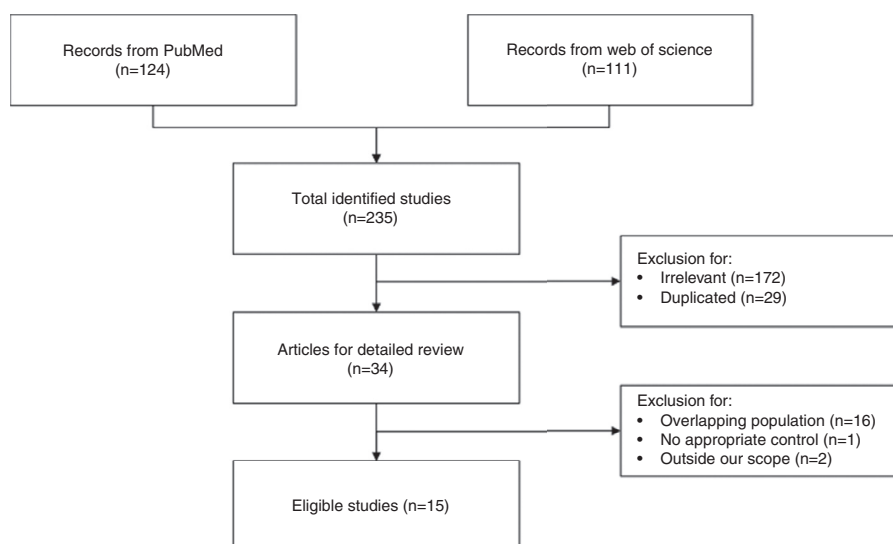 Records from PubMed
(n=124)
Records from web of science
(n=111)
Total identified studies
(n=235)
Exclusion for:
• Irrelevant (n=172)
• Duplicated (n=29)
Articles for detailed review
(n=34)
Exclusion for:
• Overlapping population (n=16)
• No appropriate control (n=1)
• Outside our scope (n=2)
Eligible studies (n=15)